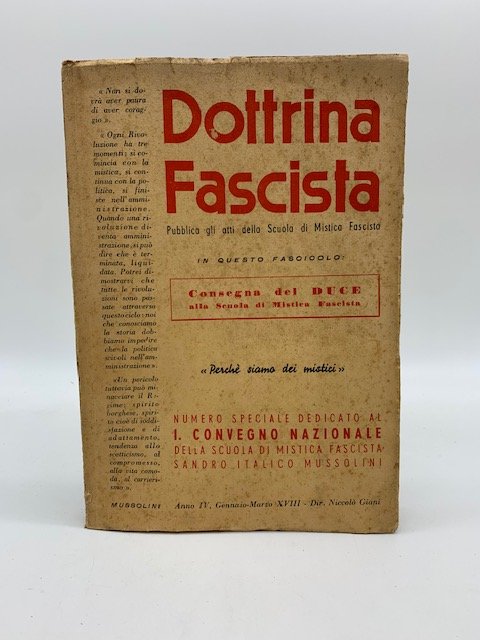 « Non si do-
vrà aver paura
di aver corag-
gio ».
« Ogni Rivo-
luzione ha tre
momenti; si co-
mincia con la
mistica, si con-
tinua con la po-
litica, si fini-
sce nell'ammi-
nistrazione.
Quando una ri-
voluzione di-
venta ammini-
strazione, si può
dire che è ter-
minata, liqui-
data. Potrei di-
mostrarvi che
tutte le rivolu-
zioni sono pas-
sate attraverso
questo ciclo: noi
che conosciamo
la storia dob-
biamo impedire
che la politica
scivoli nell'am-
ministrazione ».
«Un pericolo
tuttavia può mi-
nacciare il Re-
gime: spirito
borghese, spiri-
to cioè di soddi-
sfazione e di
adattamento,
tendenza allo
scetticismo, al
compromesso,
alla vita como-
da, al carrieri-
smo ».
MUSSOLINI
Dottrina
Fascista
Pubblica gli atti della Scuola di Mistica Fascista
IN QUESTO FASCICOLO:
Consegna del DUCE
alla Scuola di Mistica Fascista
« Perchè siamo dei mistici »
NUMERO SPECIALE DEDICATO AL
I. CONVEGNO NAZIONALE
DELLA SCUOLA DI MISTICA FASCISTA
SANDRO ITALICO MUSSOLINI
Anno IV, Gennaio-Marzo XVIII - Dir. Niccolò Giani